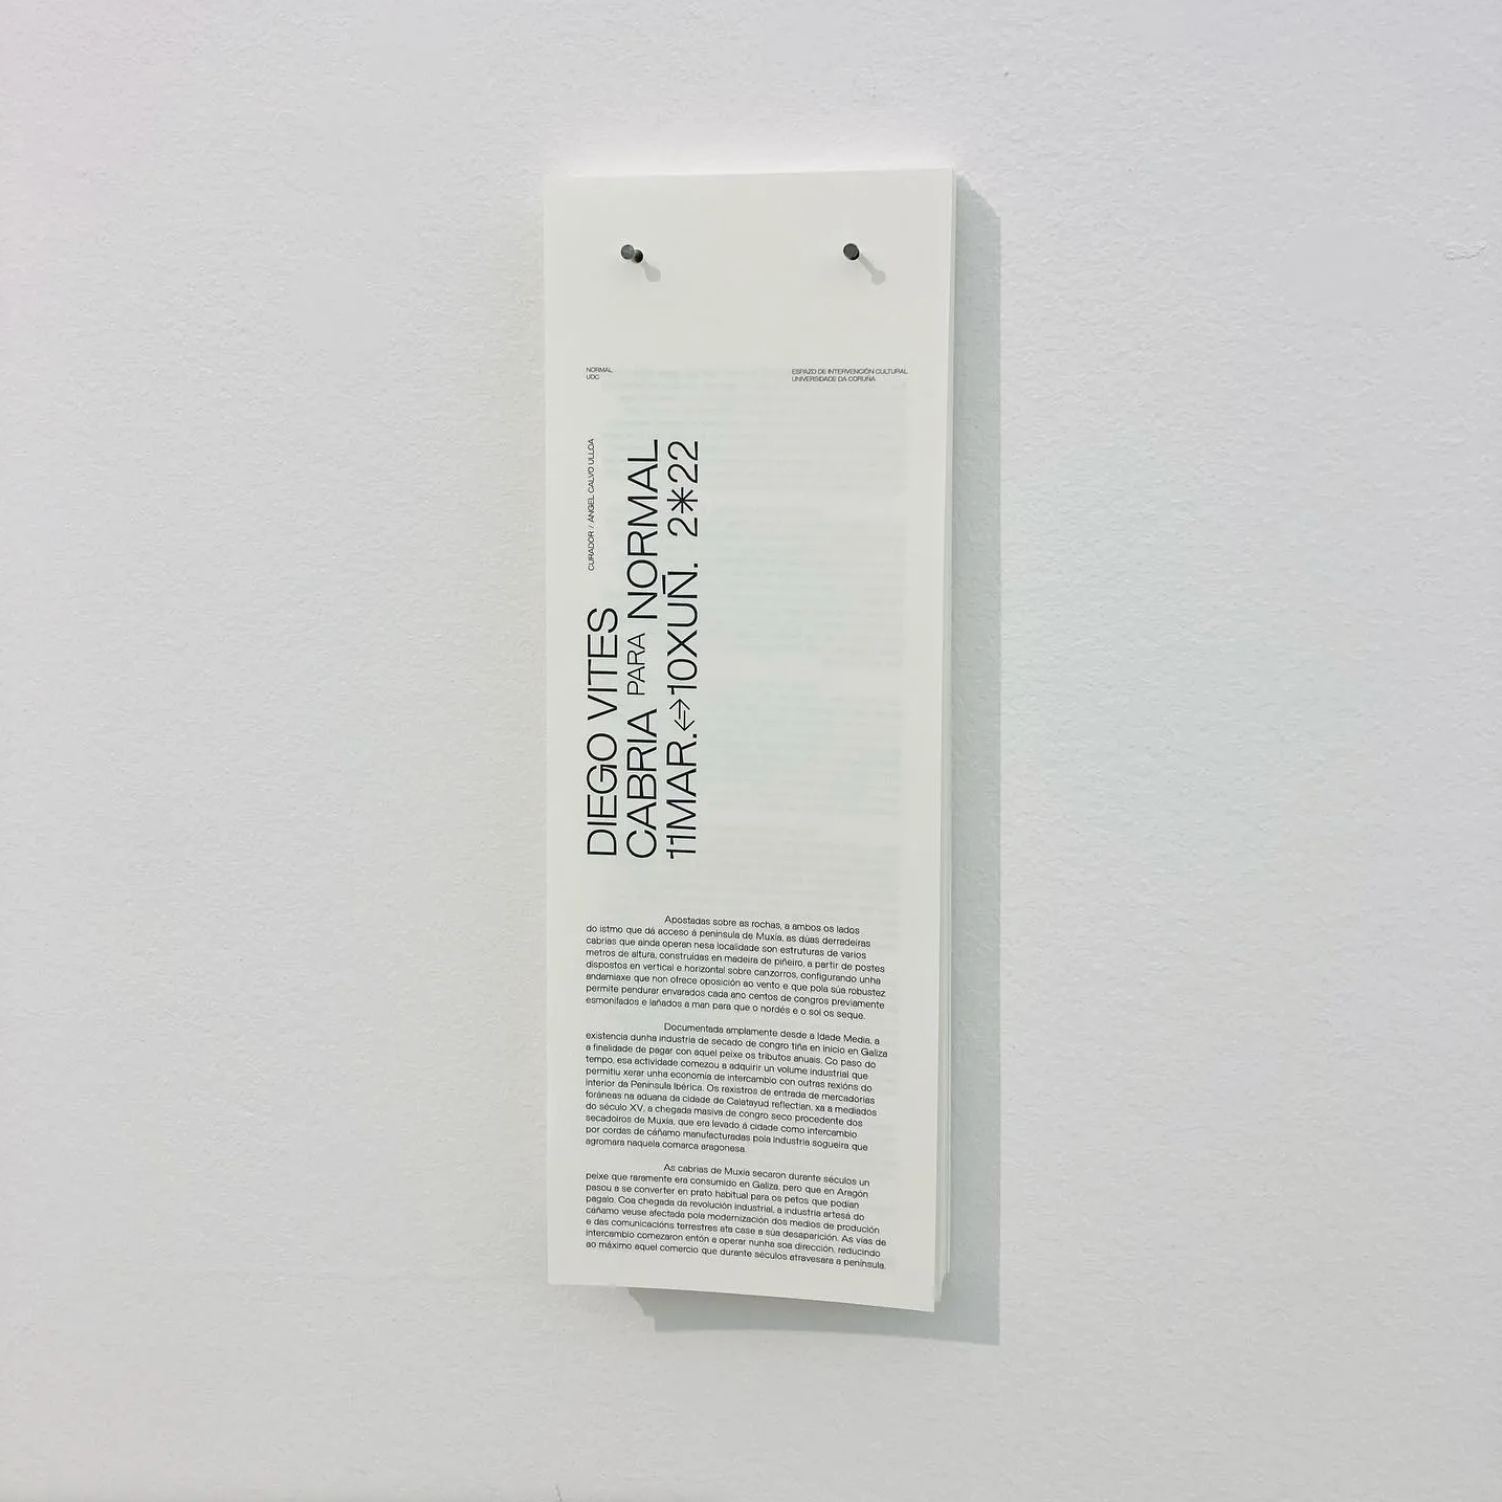 NORMAL
UDC
ESPAZO DE INTERVENCIÓN CULTURAL
UNIVERSIDADE DA CORUÑA
DIEGO VITES
CURADOR / ÁNGEL CALVO ULLOA
CABRIA PARA NORMAL
11MAR.↔10XUÑ. 2*22
Apostadas sobre as rochas, a ambos os lados
do istmo que dá acceso á península de Muxía, as dúas derradeiras
cabrias que aínda operan nesa localidade son estruturas de varios
metros de altura, construídas en madeira de piñeiro, a partir de postes
dispostos en vertical e horizontal sobre canzorros, configurando unha
andamiaxe que non ofrece oposición ao vento e que pola súa robustez
permite pendurar envarados cada ano centos de congros previamente
esmonifados e lañados a man para que o nordés e o sol os seque.
Documentada amplamente desde a Idade Media, a
existencia dunha industria de secado de congro tiña en inicio en Galiza
a finalidade de pagar con aquel peixe os tributos anuais. Co paso do
tempo, esa actividade comezou a adquirir un volume industrial que
permitiu xerar unha economía de intercambio con outras rexións do
interior da Península Ibérica. Os rexistros de entrada de mercadorías
foráneas na aduana da cidade de Calatayud reflectían, xa a mediados
do século XV, a chegada masiva de congro seco procedente dos
secadoiros de Muxía, que era levado á cidade como intercambio
por cordas de cáñamo manufacturadas pola industria sogueira que
agromara naquela comarca aragonesa.
As cabrias de Muxía secaron durante séculos un
peixe que raramente era consumido en Galiza, pero que en Aragón
pasou a se converter en prato habitual para os petos que podían
pagalo. Coa chegada da revolución industrial, a industria artesá do
cáñamo veuse afectada pola modernización dos medios de produción
e das comunicacións terrestres ata case a súa desaparición. As vías de
intercambio comezaron entón a operar nunha soa dirección, reducindo
ao máximo aquel comercio que durante séculos atravesara a península.